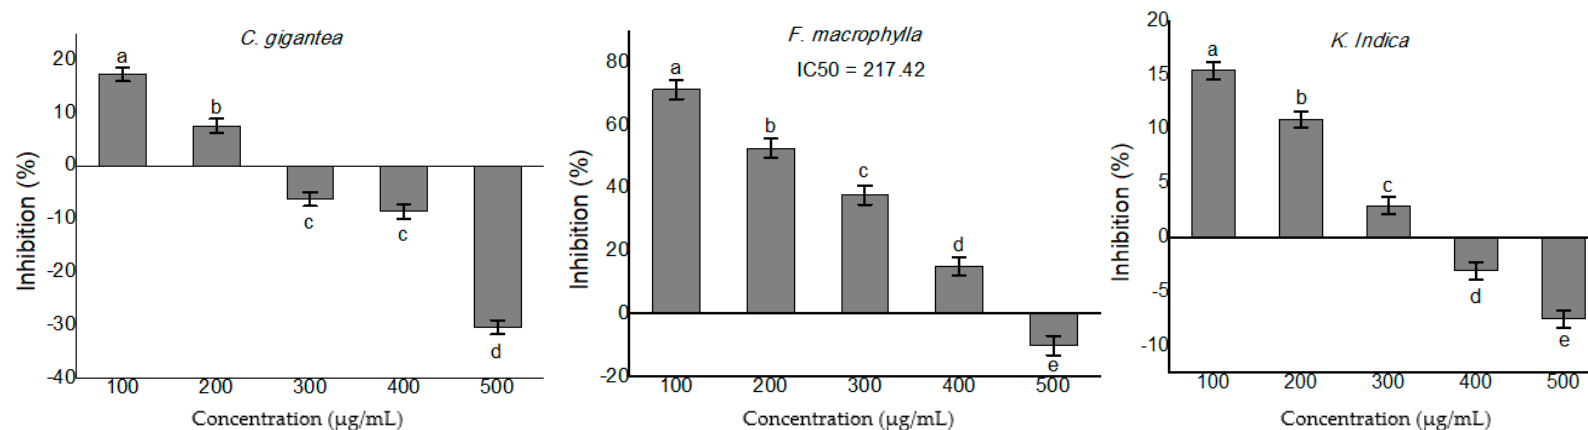 C. gigantea
20
10
0
-10
-20
-30
-40
Inhibition (%)
a
b
c
c
d
100 200 300 400 500
Concentration (µg/mL)
F. macrophylla
IC50 = 217.42
80
60
40
20
0
-20
Inhibition (%)
a
b
c
d
e
100 200 300 400 500
Concentration (µg/mL)
K. Indica
20
15
10
5
0
-5
-10
Inhibition (%)
a
b
c
d
e
100 200 300 400 500
Concentration (µg/mL)